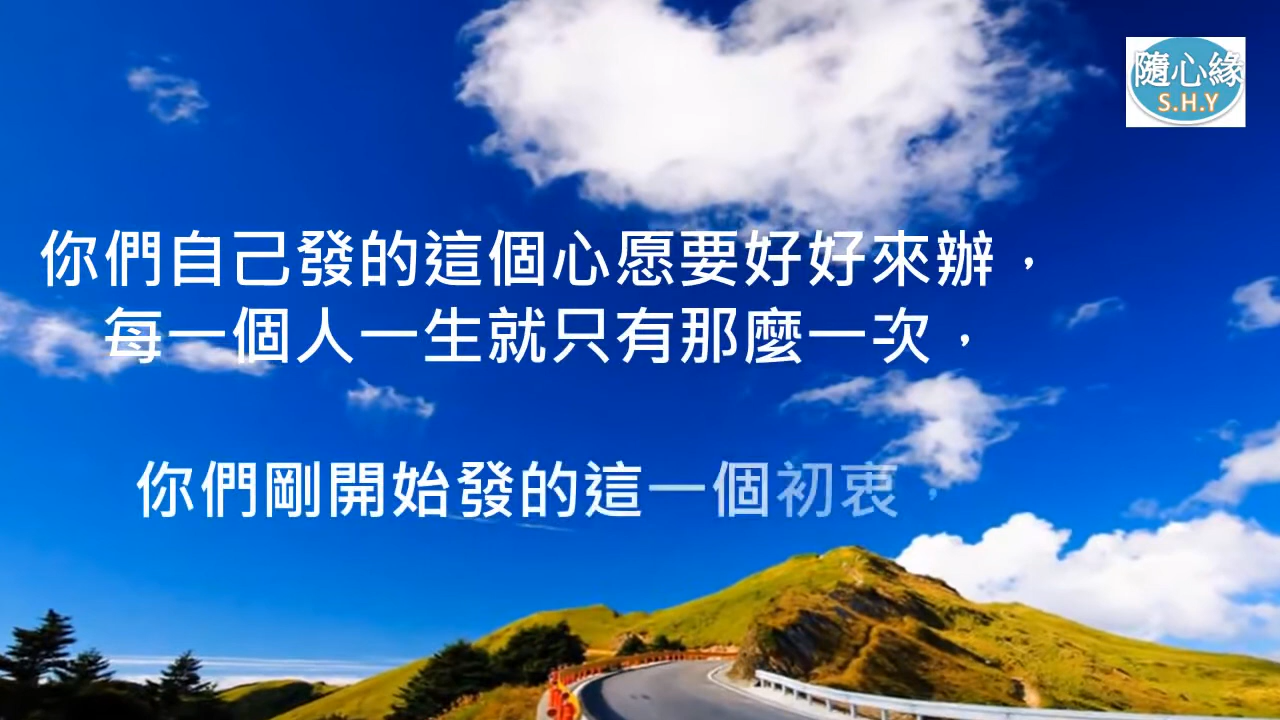 隨心緣
S.H.Y
你們自己發的這個心愿要好好來辦，
每一個人一生就只有那麼一次，
你們剛開始發的這一個初衷，